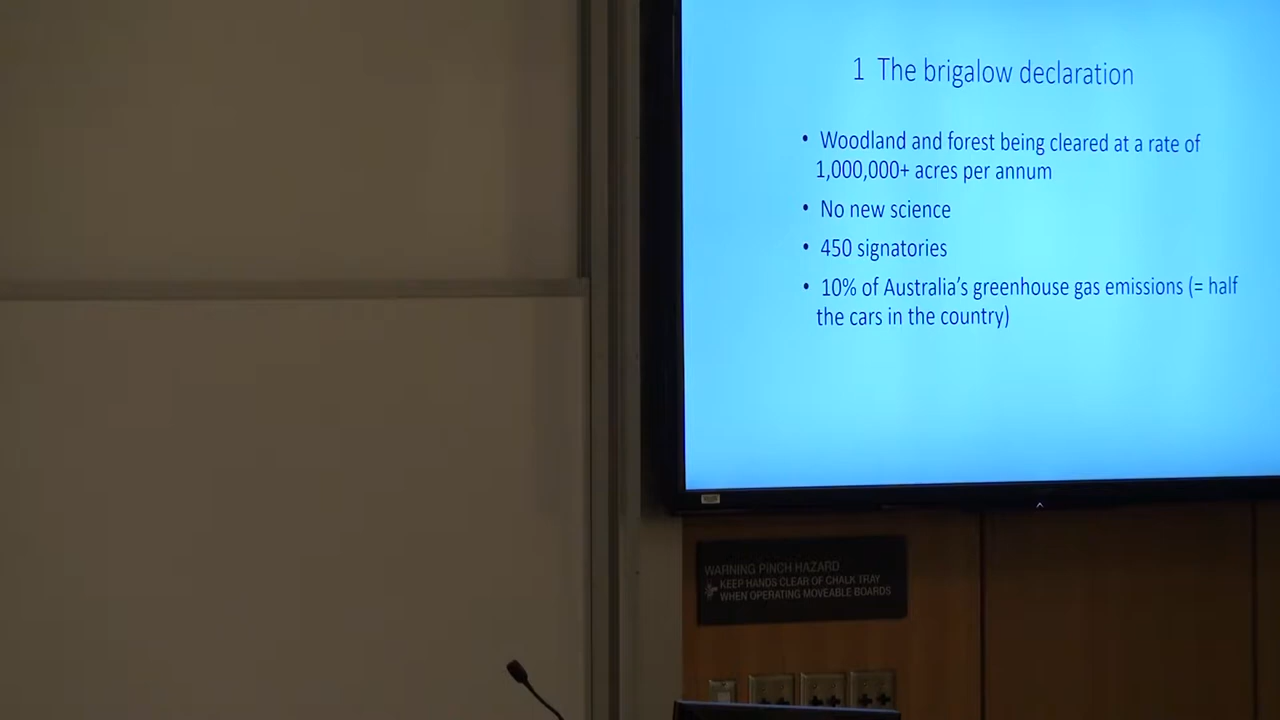 1 The brigalow declaration
• Woodland and forest being cleared at a rate of
1,000,000+ acres per annum
• No new science
• 450 signatories
• 10% of Australia's greenhouse gas emissions (= half
the cars in the country)
WARNING PINCH HAZARD
KEEP HANDS CLEAR OF CHALK TRAY
WHEN OPERATING MOVEABLE BOARDS